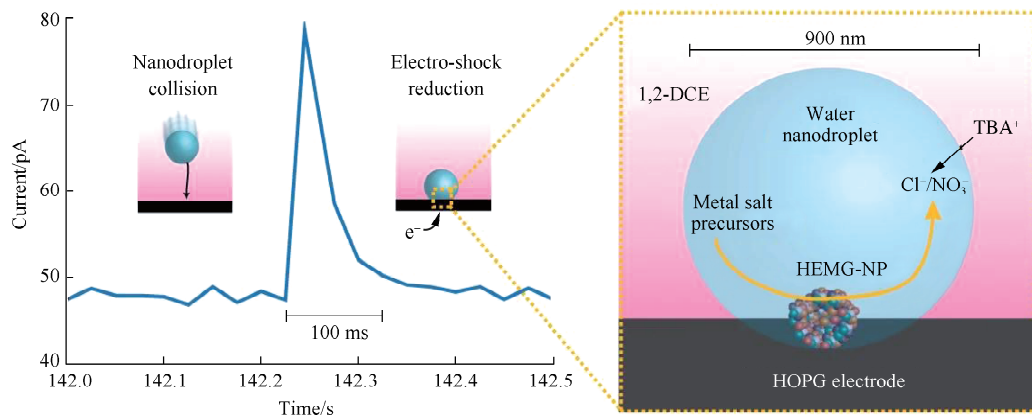 80
70
60
50
40
Current/pA
142.0
142.1
142.2
142.3
142.4
142.5
Time/s
Nanodroplet
collision
Electro-shock
reduction
e⁻
100 ms
900 nm
1,2-DCE
Water
nanodroplet
TBA⁺
Cl⁻/NO₃⁻
Metal salt
precursors
HEMG-NP
HOPG electrode